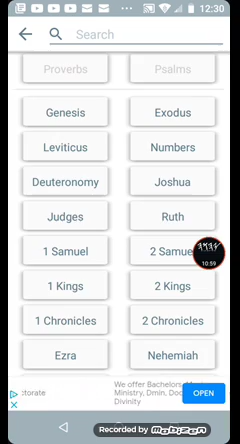 12:30
Search
Proverbs Psalms
Genesis Exodus
Leviticus Numbers
Deuteronomy Joshua
Judges Ruth
1 Samuel 2 Samue
10:59
1 Kings 2 Kings
1 Chronicles 2 Chronicles
Ezra Nehemiah
:torate
We offer Bachelors,
Ministry, Dmin, Doc
Divinity
OPEN
Recorded by Mobizen